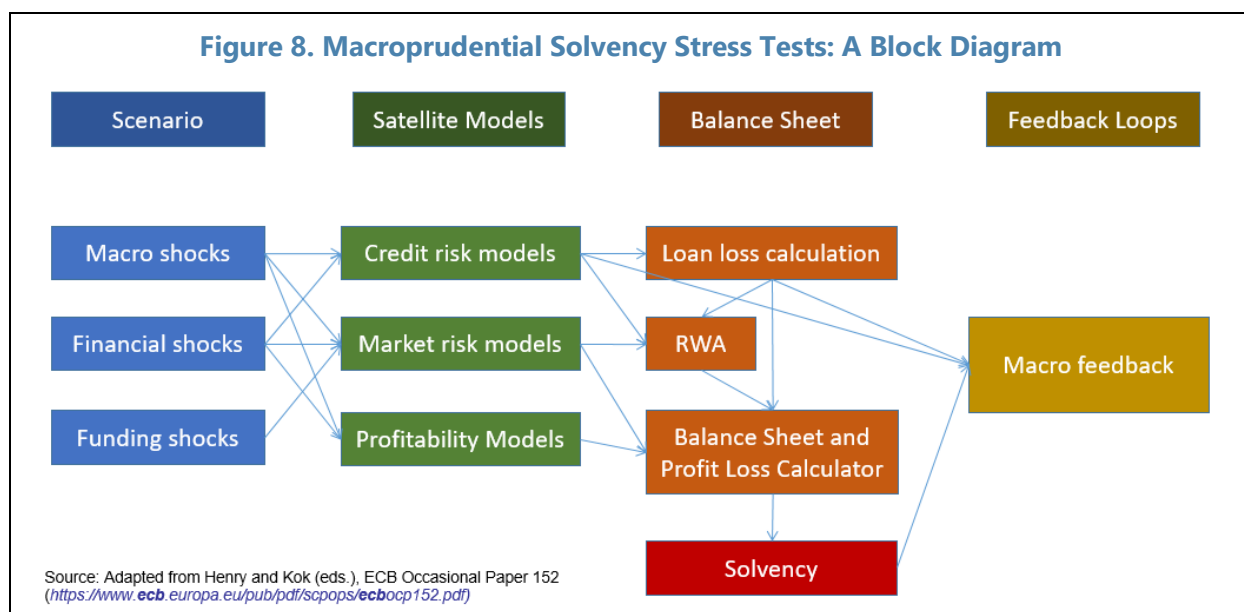 Figure 8. Macroprudential Solvency Stress Tests: A Block Diagram
Scenario
Satellite Models
Balance Sheet
Feedback Loops
Macro shocks
Credit risk models
Loan loss calculation
Financial shocks
Market risk models
RWA
Macro feedback
Funding shocks
Profitability Models
Balance Sheet and
Profit Loss Calculator
Solvency
Source: Adapted from Henry and Kok (eds.), ECB Occasional Paper 152
(https://www.ecb.europa.eu/pub/pdf/scpops/ecbocp152.pdf)